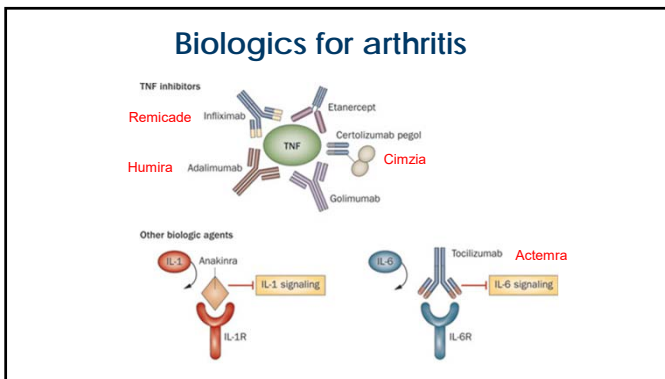 Biologics for arthritis
TNF inhibitors
Remicade Infliximab
Etanercept
Certolizumab pegol
TNF
Cimzia
Humira Adalimumab
Golimumab
Other biologic agents
IL-1
Anakinra
IL-1 signaling
IL-1R
IL-6
Tocilizumab Actemra
IL-6 signaling
IL-6R